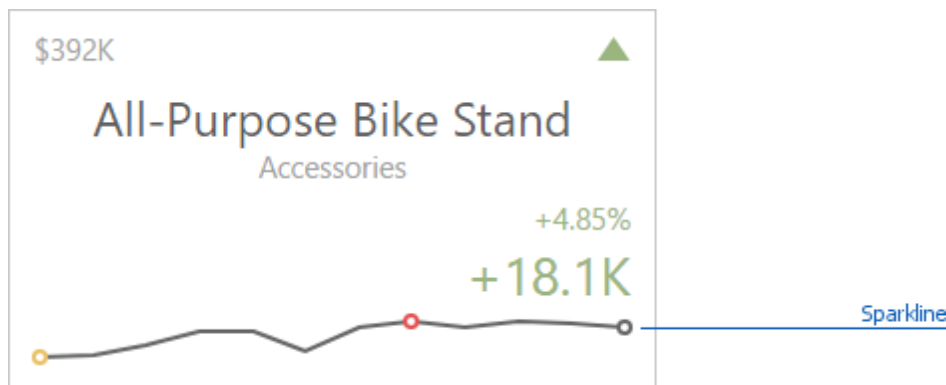 $392K
All-Purpose Bike Stand
Accessories
+4.85%
+18.1K
Sparkline